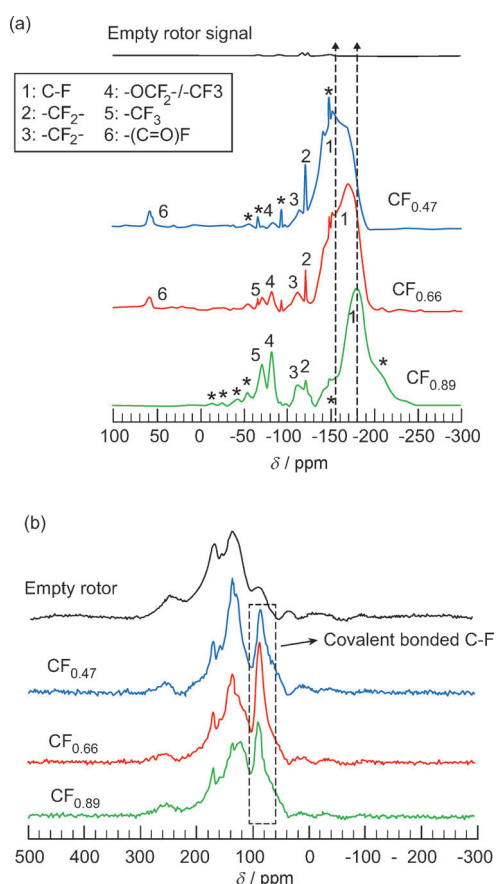 (a)
Empty rotor signal
1: C-F 4: -OCF₂-/-CF3
2: -CF₂- 5: -CF₃
3: -CF₂- 6: -(C=O)F
6 * * 4 * 3 2 * 1 CF₀.₄₇
6 5 4 3 2 1 CF₀.₆₆
* * * * 5 4 3 2 * 1 * CF₀.₈₉
100 50 0 -50 -100 -150 -200 -250 -300
δ / ppm
(b)
Empty rotor
Covalent bonded C-F
CF₀.₄₇
CF₀.₆₆
CF₀.₈₉
500 400 300 200 100 0 -100 -200 -300
δ / ppm